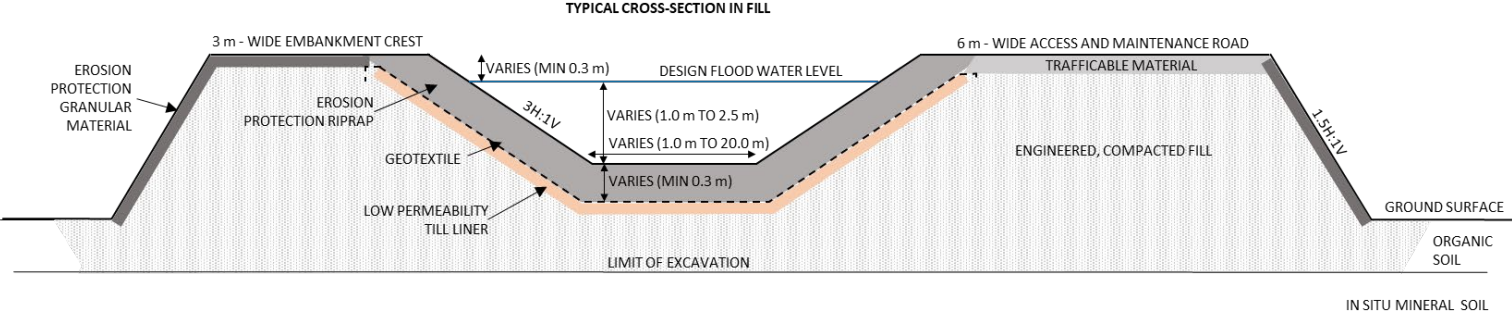 TYPICAL CROSS-SECTION IN FILL
3 m - WIDE EMBANKMENT CREST
6 m - WIDE ACCESS AND MAINTENANCE ROAD
EROSION
PROTECTION
GRANULAR
MATERIAL
VARIES (MIN 0.3 m)
DESIGN FLOOD WATER LEVEL
TRAFFICABLE MATERIAL
EROSION
PROTECTION RIPRAP
3H:1V
VARIES (1.0 m TO 2.5 m)
1.5H:1V
VARIES (1.0 m TO 20.0 m)
GEOTEXTILE
ENGINEERED, COMPACTED FILL
VARIES (MIN 0.3 m)
LOW PERMEABILITY
TILL LINER
GROUND SURFACE
ORGANIC
SOIL
LIMIT OF EXCAVATION
IN SITU MINERAL SOIL